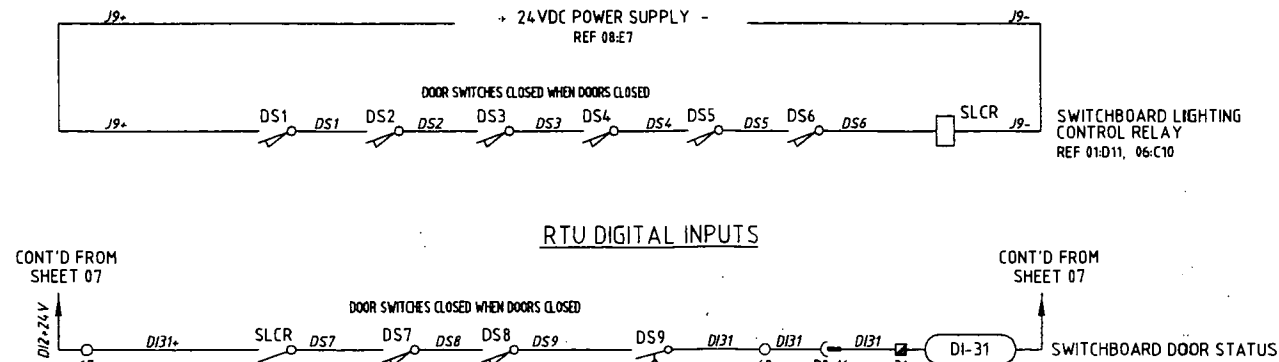 J9+ + 24VDC POWER SUPPLY - J9-
REF 08:E7
DOOR SWITCHES CLOSED WHEN DOORS CLOSED
J9+ DS1 DS1 DS2 DS2 DS3 DS3 DS4 DS4 DS5 DS5 DS6 DS6 SLCR J9- SWITCHBOARD LIGHTING
CONTROL RELAY
REF 01:D11, 06:C10
RTU DIGITAL INPUTS
CONT'D FROM
SHEET 07
CONT'D FROM
SHEET 07
DOOR SWITCHES CLOSED WHEN DOORS CLOSED
DI2+24V
DI31+ SLCR DS7 DS7 DS8 DS8 DS9 DS9 DI31 DI31 DI31 DI-31 SWITCHBOARD DOOR STATUS